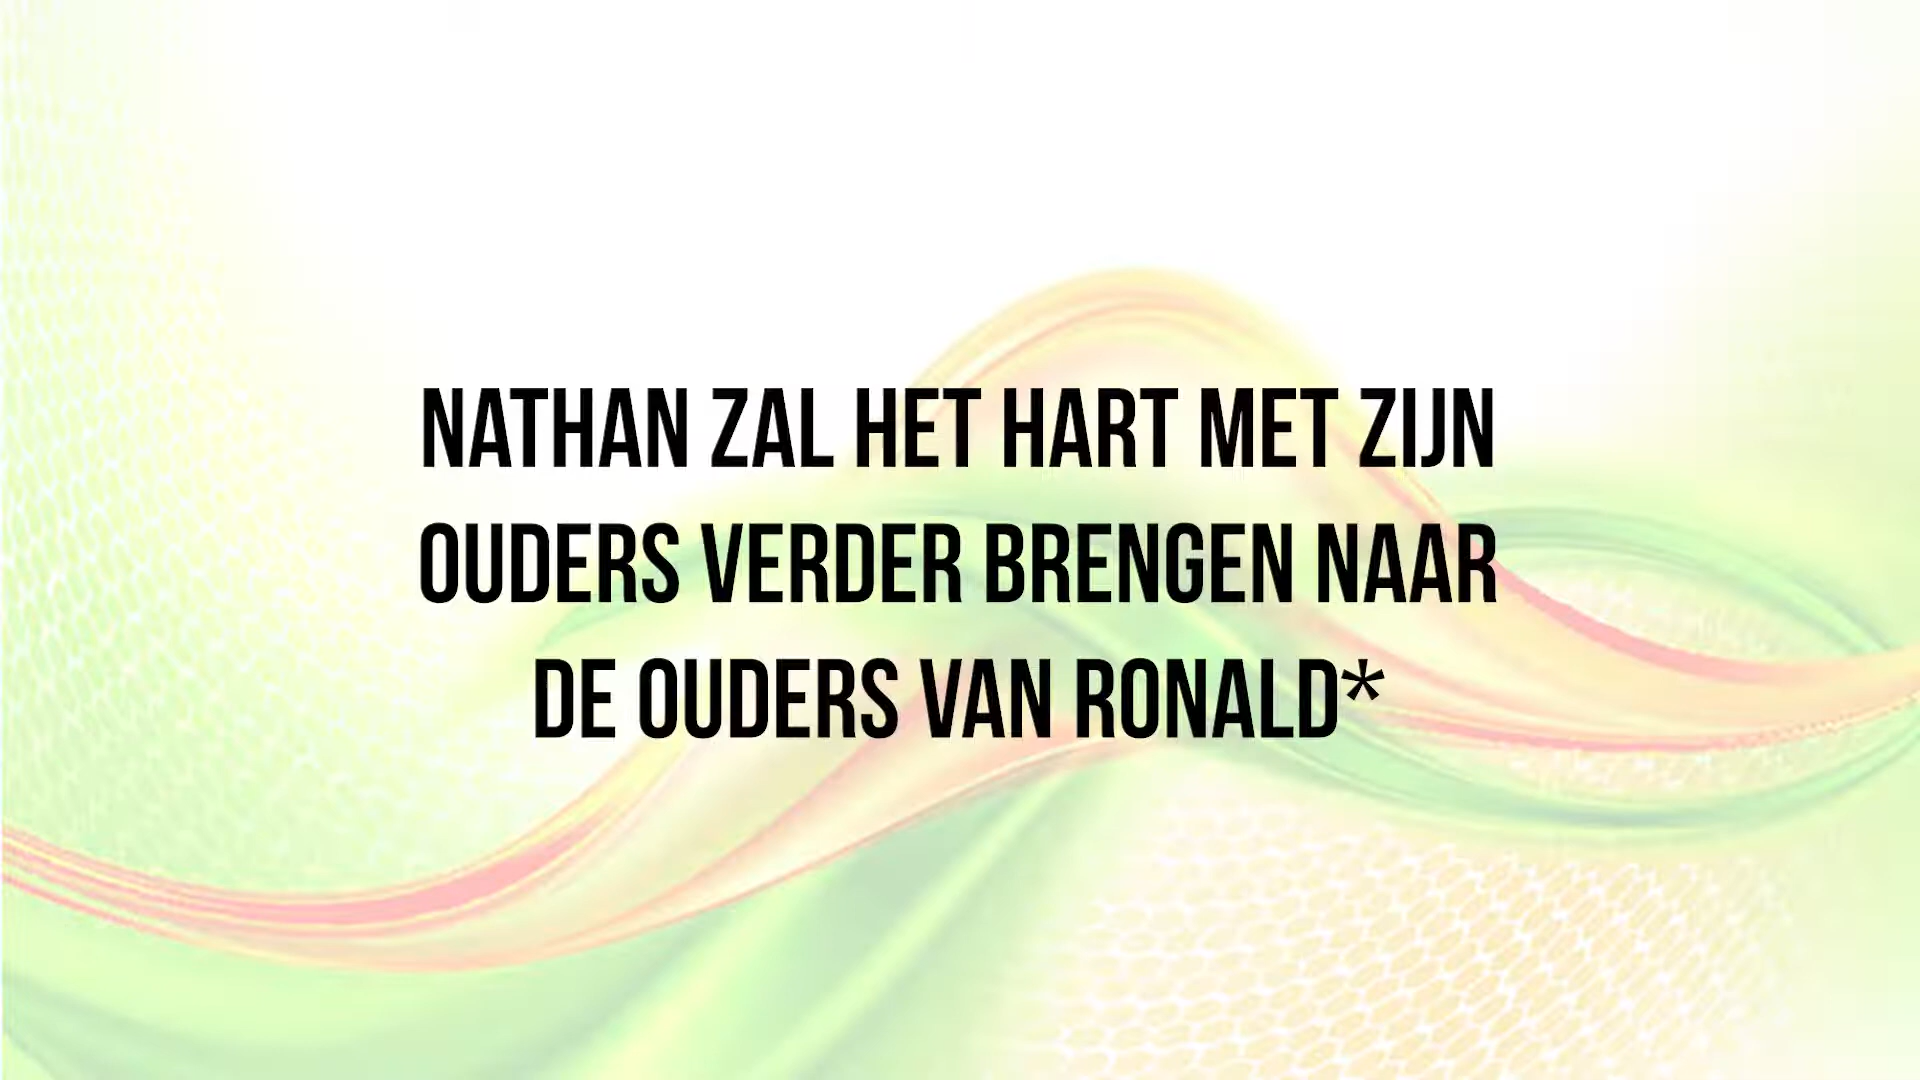 NATHAN ZAL HET HART MET ZIJN
OUDERS VERDER BRENGEN NAAR
DE OUDERS VAN RONALD*